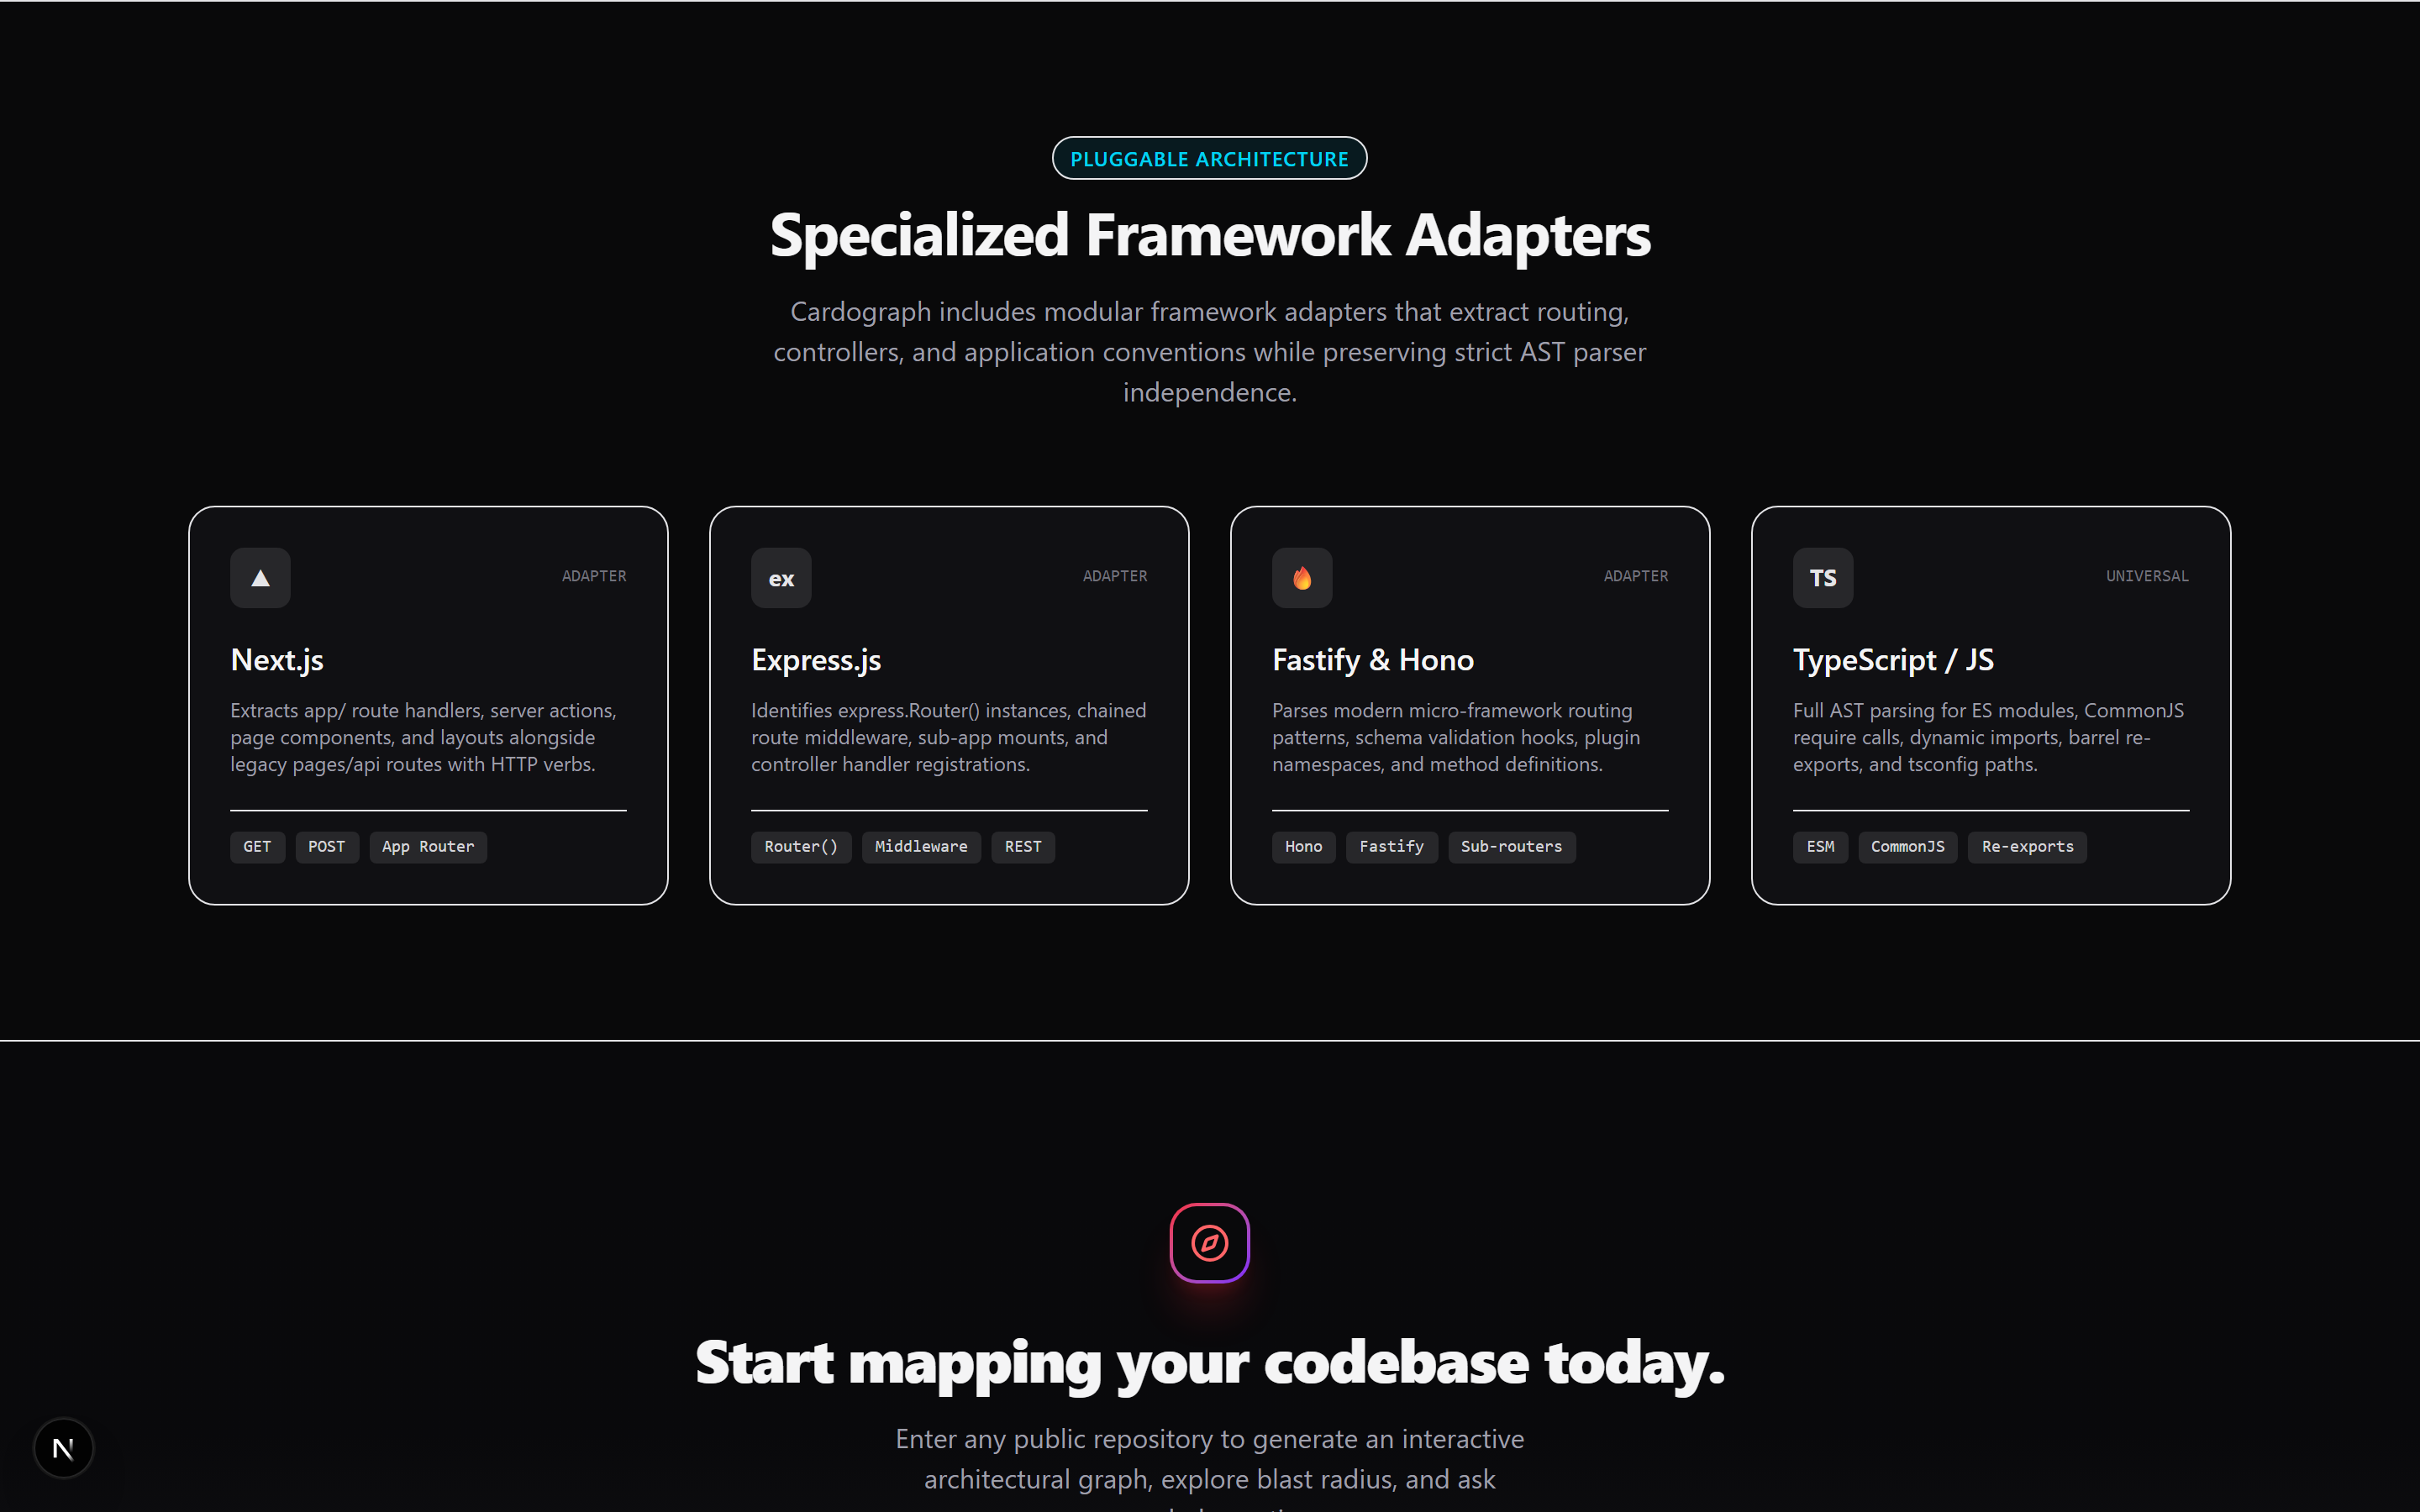 PLUGGABLE ARCHITECTURE
Specialized Framework Adapters
Cardograph includes modular framework adapters that extract routing,
controllers, and application conventions while preserving strict AST parser
independence.
ADAPTER
Next.js
Extracts app/ route handlers, server actions,
page components, and layouts alongside
legacy pages/api routes with HTTP verbs.
GET POST App Router
ex ADAPTER
Express.js
Identifies express.Router() instances, chained
route middleware, sub-app mounts, and
controller handler registrations.
Router() Middleware REST
ADAPTER
Fastify & Hono
Parses modern micro-framework routing
patterns, schema validation hooks, plugin
namespaces, and method definitions.
Hono Fastify Sub-routers
TS UNIVERSAL
TypeScript / JS
Full AST parsing for ES modules, CommonJS
require calls, dynamic imports, barrel re-
exports, and tsconfig paths.
ESM CommonJS Re-exports
Start mapping your codebase today.
Enter any public repository to generate an interactive
architectural graph, explore blast radius, and ask
N